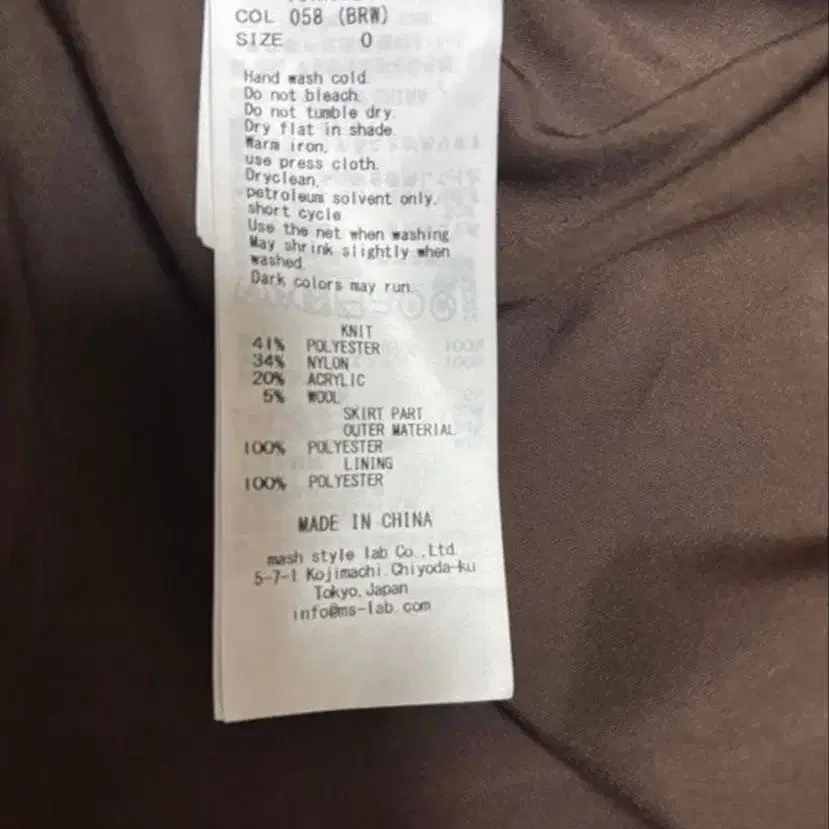 COL 058 (BRW)
SIZE 0
Hand wash cold.
Do not bleach.
Do not tumble dry.
Dry flat in shade.
Warm iron,
use press cloth.
Dryclean,
petroleum solvent only,
short cycle
Use the net when washing
May shrink slightly when
washed.
Dark colors may run.
KNIT
41% POLYESTER
34% NYLON
20% ACRYLIC
5% WOOL
SKIRT PART
OUTER MATERIAL
100% POLYESTER
LINING
100% POLYESTER
MADE IN CHINA
mash style lab Co.,Ltd.
5-7-1 Kojimachi.Chiyoda-ku
Tokyo.Japan
info@ms-lab.com